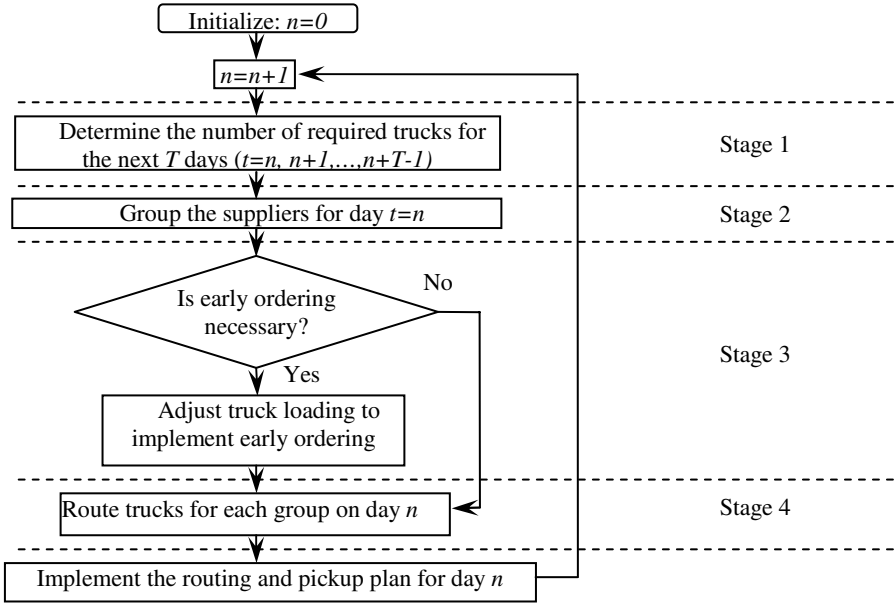 Initialize: n=0
n=n+1
Determine the number of required trucks for
the next T days (t=n, n+1,...,n+T-1)
Stage 1
Group the suppliers for day t=n
Stage 2
Is early ordering
necessary?
No
Yes
Stage 3
Adjust truck loading to
implement early ordering
Route trucks for each group on day n
Stage 4
Implement the routing and pickup plan for day n